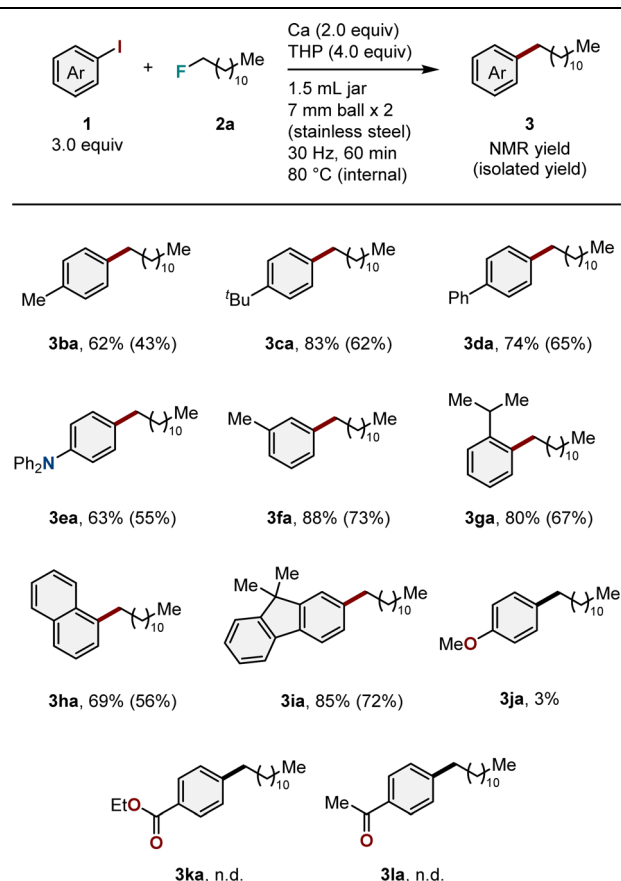 Ar
I
1
3.0 equiv
+
F
Me
10
2a
Ca (2.0 equiv)
THP (4.0 equiv)
1.5 mL jar
7 mm ball x 2
(stainless steel)
30 Hz, 60 min
80 °C (internal)
Ar
Me
10
3
NMR yield
(isolated yield)
Me
Me
10
3ba, 62% (43%)
tBu
Me
10
3ca, 83% (62%)
Ph
Me
10
3da, 74% (65%)
Ph2N
Me
10
3ea, 63% (55%)
Me
Me
10
3fa, 88% (73%)
Me
Me
Me
10
3ga, 80% (67%)
Me
10
3ha, 69% (56%)
Me
Me
Me
10
3ia, 85% (72%)
MeO
Me
10
3ja, 3%
EtO
O
Me
10
3ka, n.d.
Me
O
Me
10
3la, n.d.